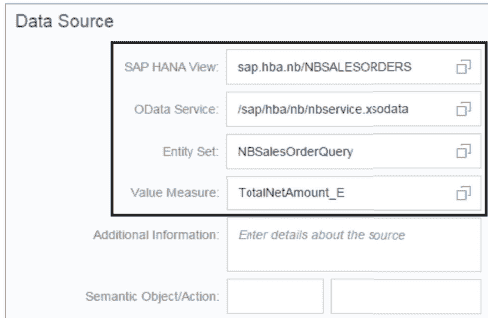 Data Source
SAP HANA View: sap.hba.nb/NBSALESORDERS
OData Service: /sap/hba/nb/nbservice.xsodata
Entity Set: NBSalesOrderQuery
Value Measure: TotalNetAmount_E
Additional Information: Enter details about the source
Semantic Object/Action: